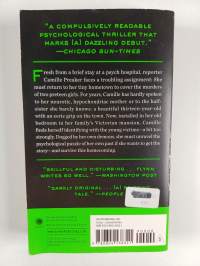 "A COMPULSIVELY READABLE
PSYCHOLOGICAL THRILLER THAT
MARKS [A] DAZZLING DEBUT."
—CHICAGO SUN-TIMES
Fresh from a brief stay at a psych hospital, reporter
Camille Preaker faces a troubling assignment: She
must return to her tiny hometown to cover the murders
of two preteen girls. For years, Camille has hardly spoken
to her neurotic, hypochondriac mother or to the half-
sister she barely knows: a beautiful thirteen-year-old
with an eerie grip on the town. Now, installed in her old
bedroom in her family's Victorian mansion, Camille
finds herself identifying with the young victims—a bit too
strongly. Dogged by her own demons, she must unravel the
psychological puzzle of her own past if she wants to get the
story—and survive this homecoming.
"SKILLFUL AND DISTURBING ... FLYNN
WRITES SO WELL." —WASHINGTON POST
"DARKLY ORIGINAL ... [A]
TALE." —PEOPLE